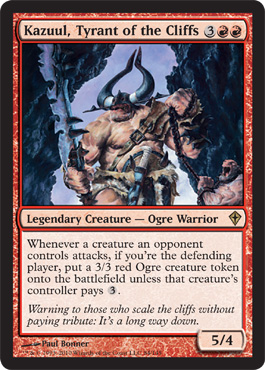 Kazuul, Tyrant of the Cliffs 3
Legendary Creature — Ogre Warrior
Whenever a creature an opponent
controls attacks, if you're the defending
player, put a 3/3 red Ogre creature token
onto the battlefield unless that creature's
controller pays 3.
Warning to those who scale the cliffs without
paying tribute: It's a long way down.
Paul Bonner
5/4